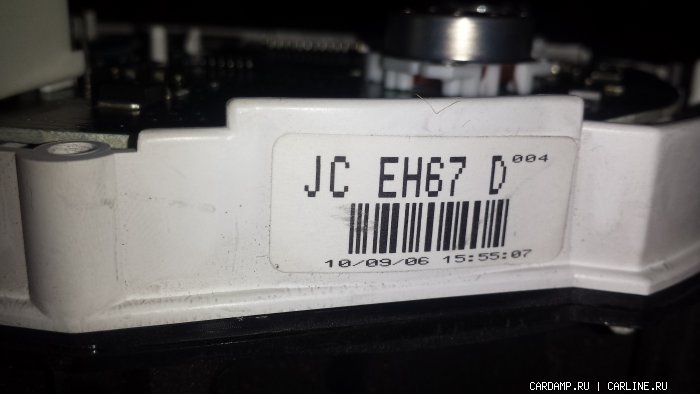 JC EH67 D 004
10/09/06 15:55:07
CARDAMP.RU | CARLINE.RU